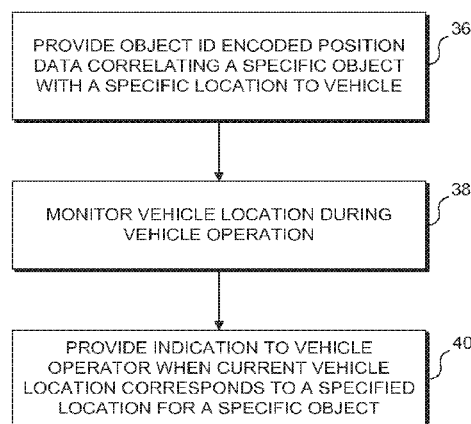 PROVIDE OBJECT ID ENCODED POSITION
DATA CORRELATING A SPECIFIC OBJECT
WITH A SPECIFIC LOCATION TO VEHICLE
36
MONITOR VEHICLE LOCATION DURING
VEHICLE OPERATION
38
PROVIDE INDICATION TO VEHICLE
OPERATOR WHEN CURRENT VEHICLE
LOCATION CORRESPONDS TO A SPECIFIED
LOCATION FOR A SPECIFIC OBJECT
40